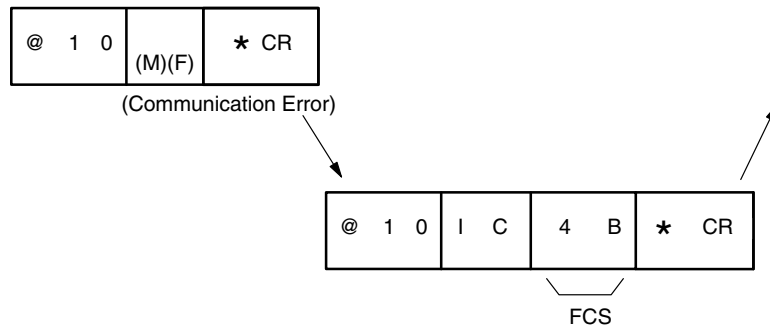 @ 1 0 (M)(F) * CR
(Communication Error)
@ 1 0 I C 4 B * CR
FCS